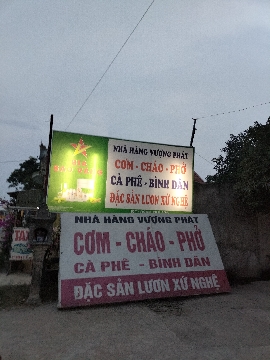 NHÀ HÀNG VƯỢNG PHÁT
CƠM - CHÁO - PHỞ
CÀ PHÊ - BÌNH DÂN
ĐẶC SẢN LƯƠN XỨ NGHỆ
NHÀ HÀNG VƯỢNG PHÁT
CƠM - CHÁO - PHỞ
CÀ PHÊ - BÌNH DÂN
ĐẶC SẢN LƯƠN XỨ NGHỆ